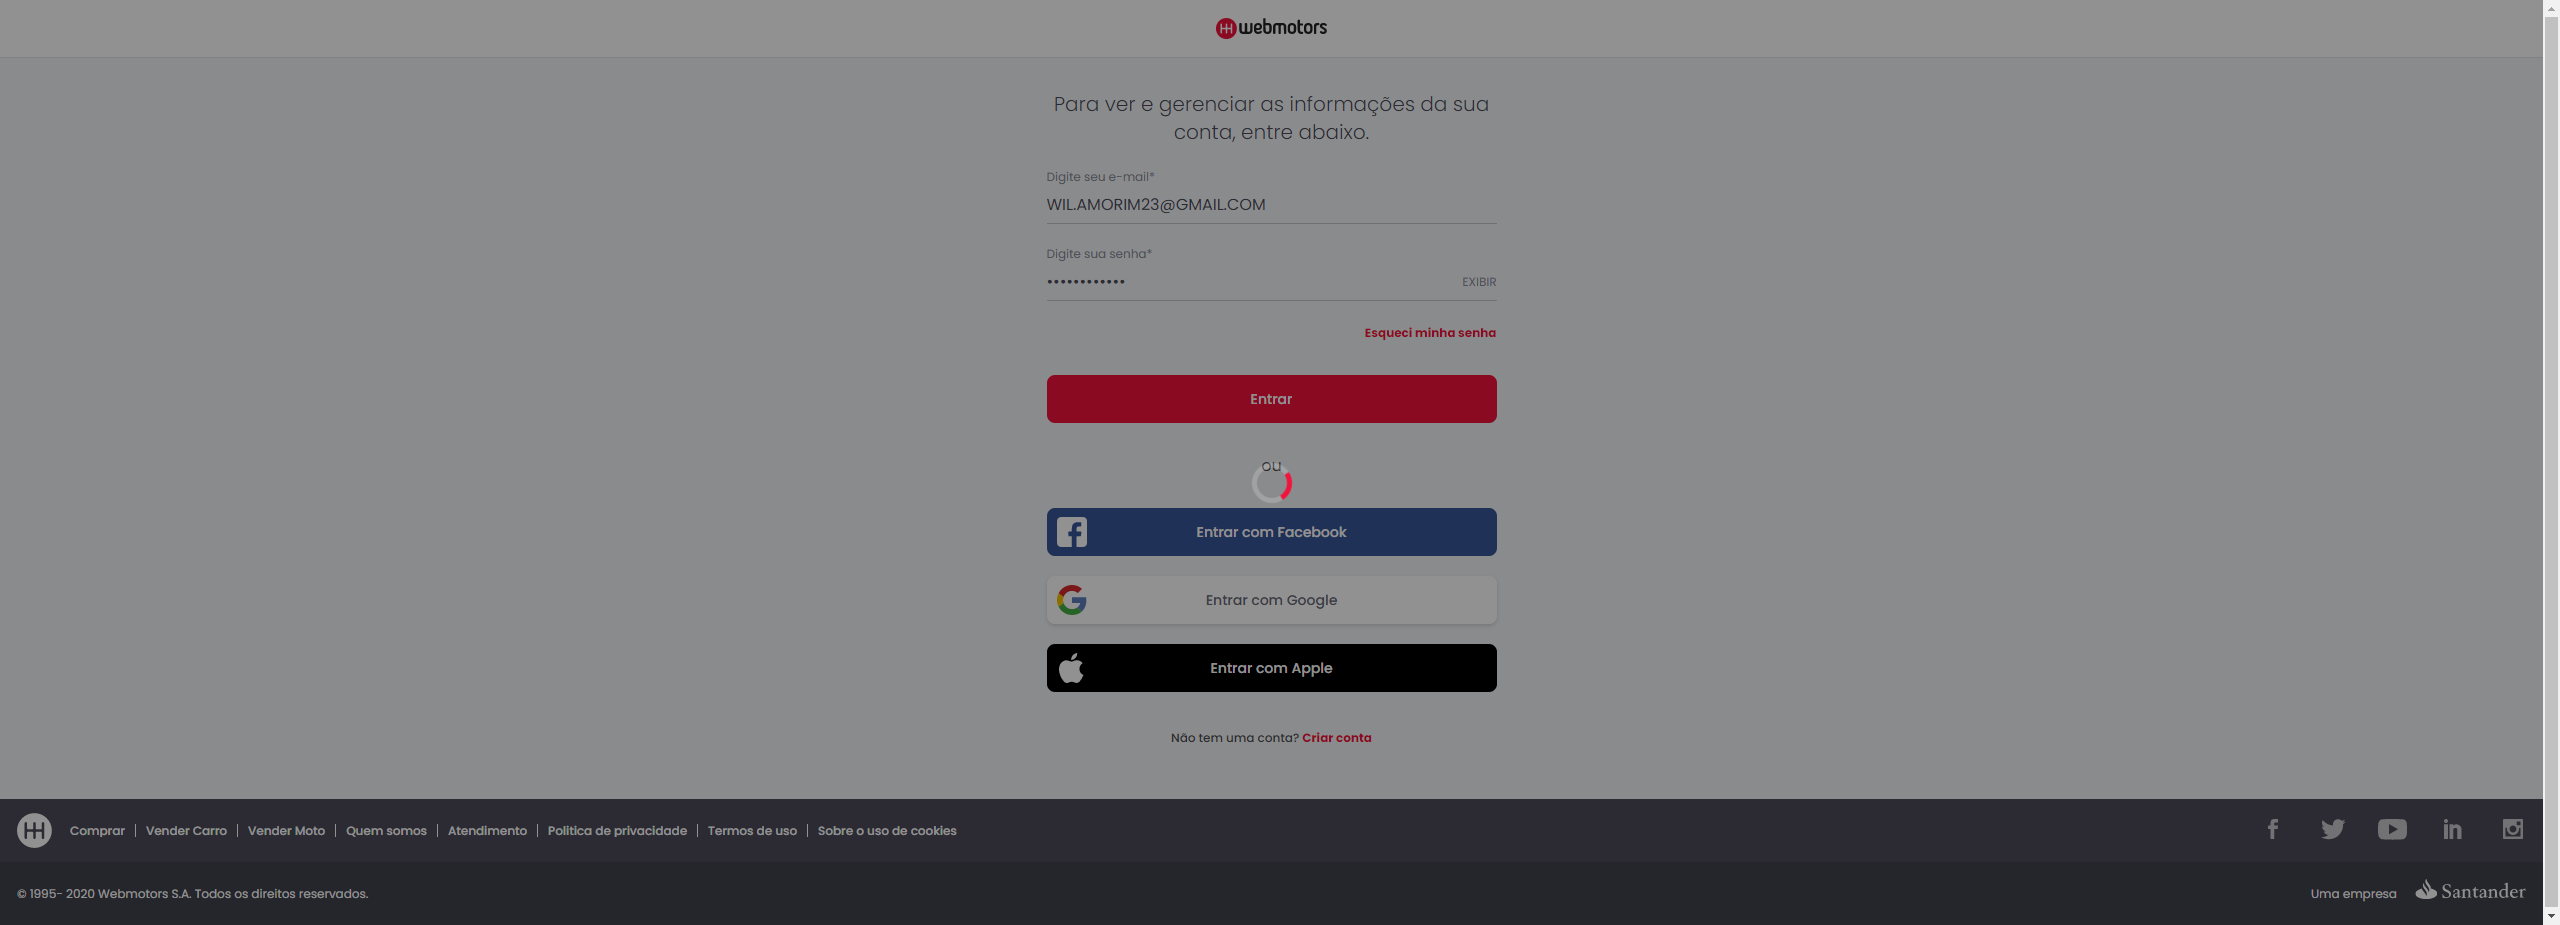 webmotors
Para ver e gerenciar as informações da sua
conta, entre abaixo.
Digite seu e-mail*
WIL.AMORIM23@GMAIL.COM
Digite sua senha*
••••••••••••
EXIBIR
Esqueci minha senha
Entrar
ou
Entrar com Facebook
Entrar com Google
Entrar com Apple
Não tem uma conta? Criar conta
Comprar | Vender Carro | Vender Moto | Quem somos | Atendimento | Politica de privacidade | Termos de uso | Sobre o uso de cookies
© 1995- 2020 Webmotors S.A. Todos os direitos reservados.
Uma empresa Santander